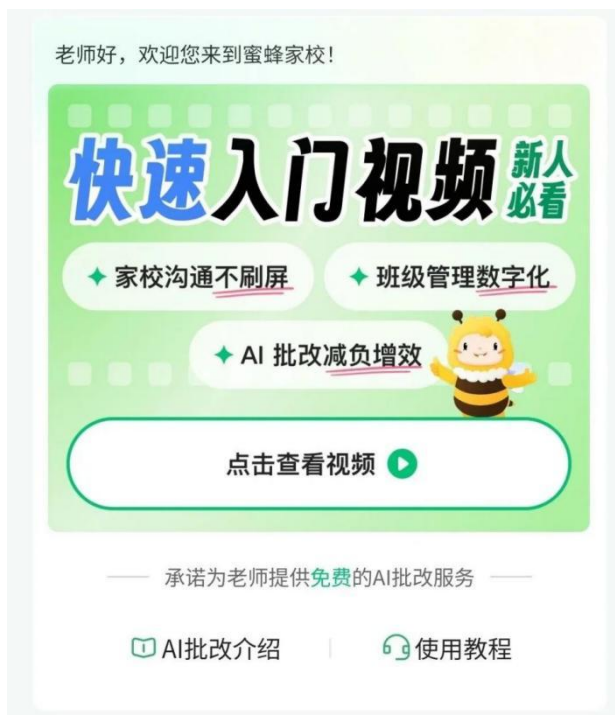 老师好，欢迎您来到蜜蜂家校！
快速入门视频 新人必看
家校沟通不刷屏 班级管理数字化
AI 批改减负增效
点击查看视频
承诺为老师提供免费的AI批改服务
AI批改介绍 使用教程